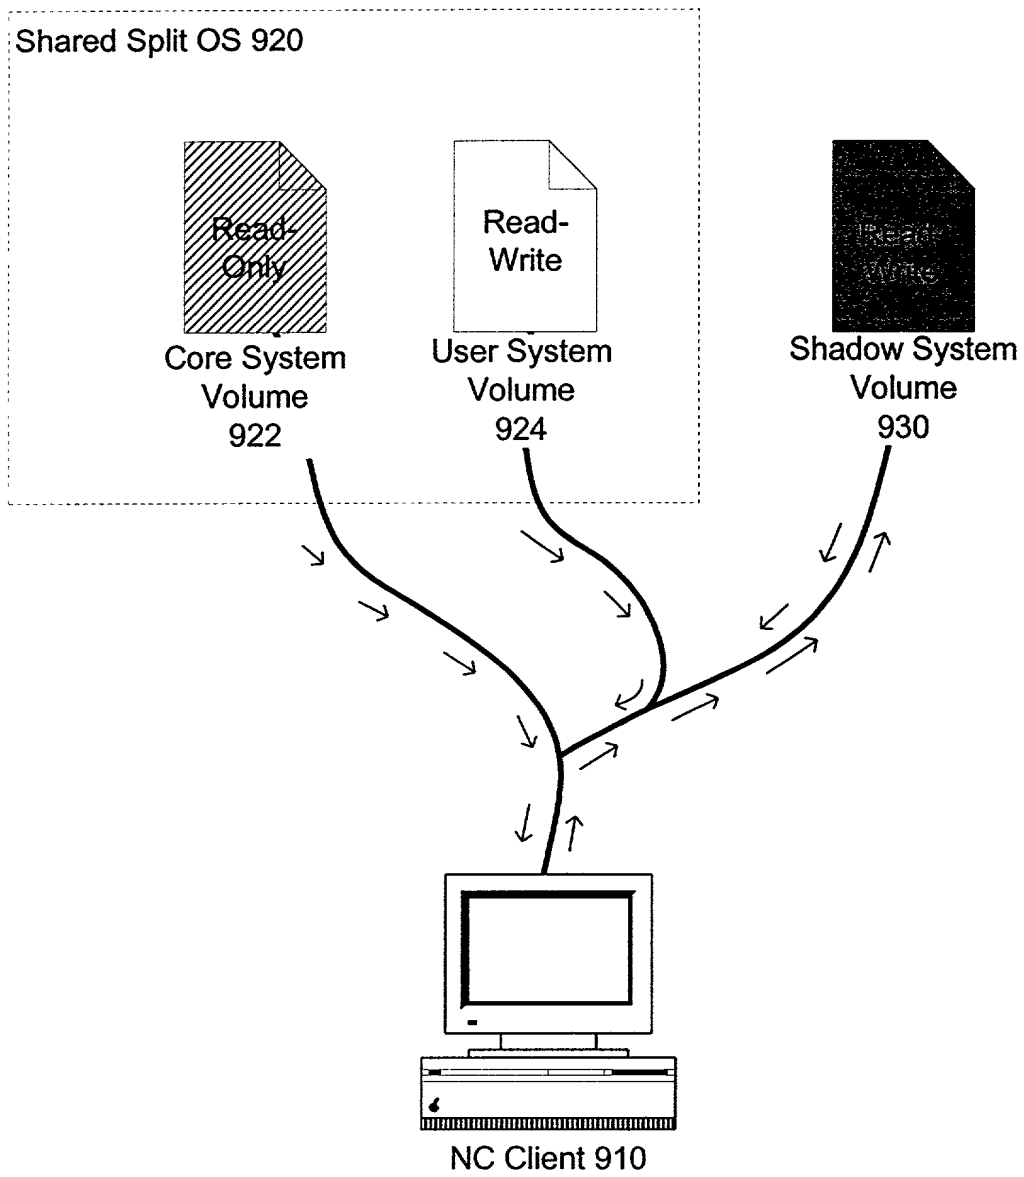 Shared Split OS 920
Read-
Only
Read-
Write
Read-
Write
Core System
Volume
922
User System
Volume
924
Shadow System
Volume
930
NC Client 910